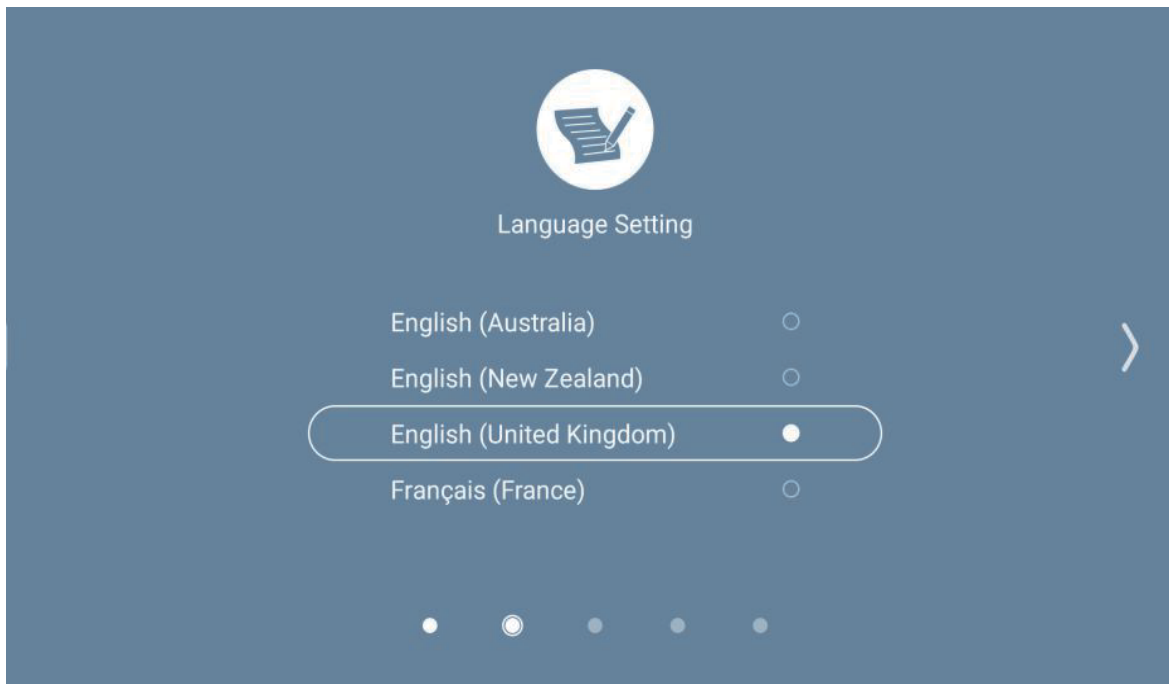 Language Setting
English (Australia)
English (New Zealand)
English (United Kingdom)
Français (France)